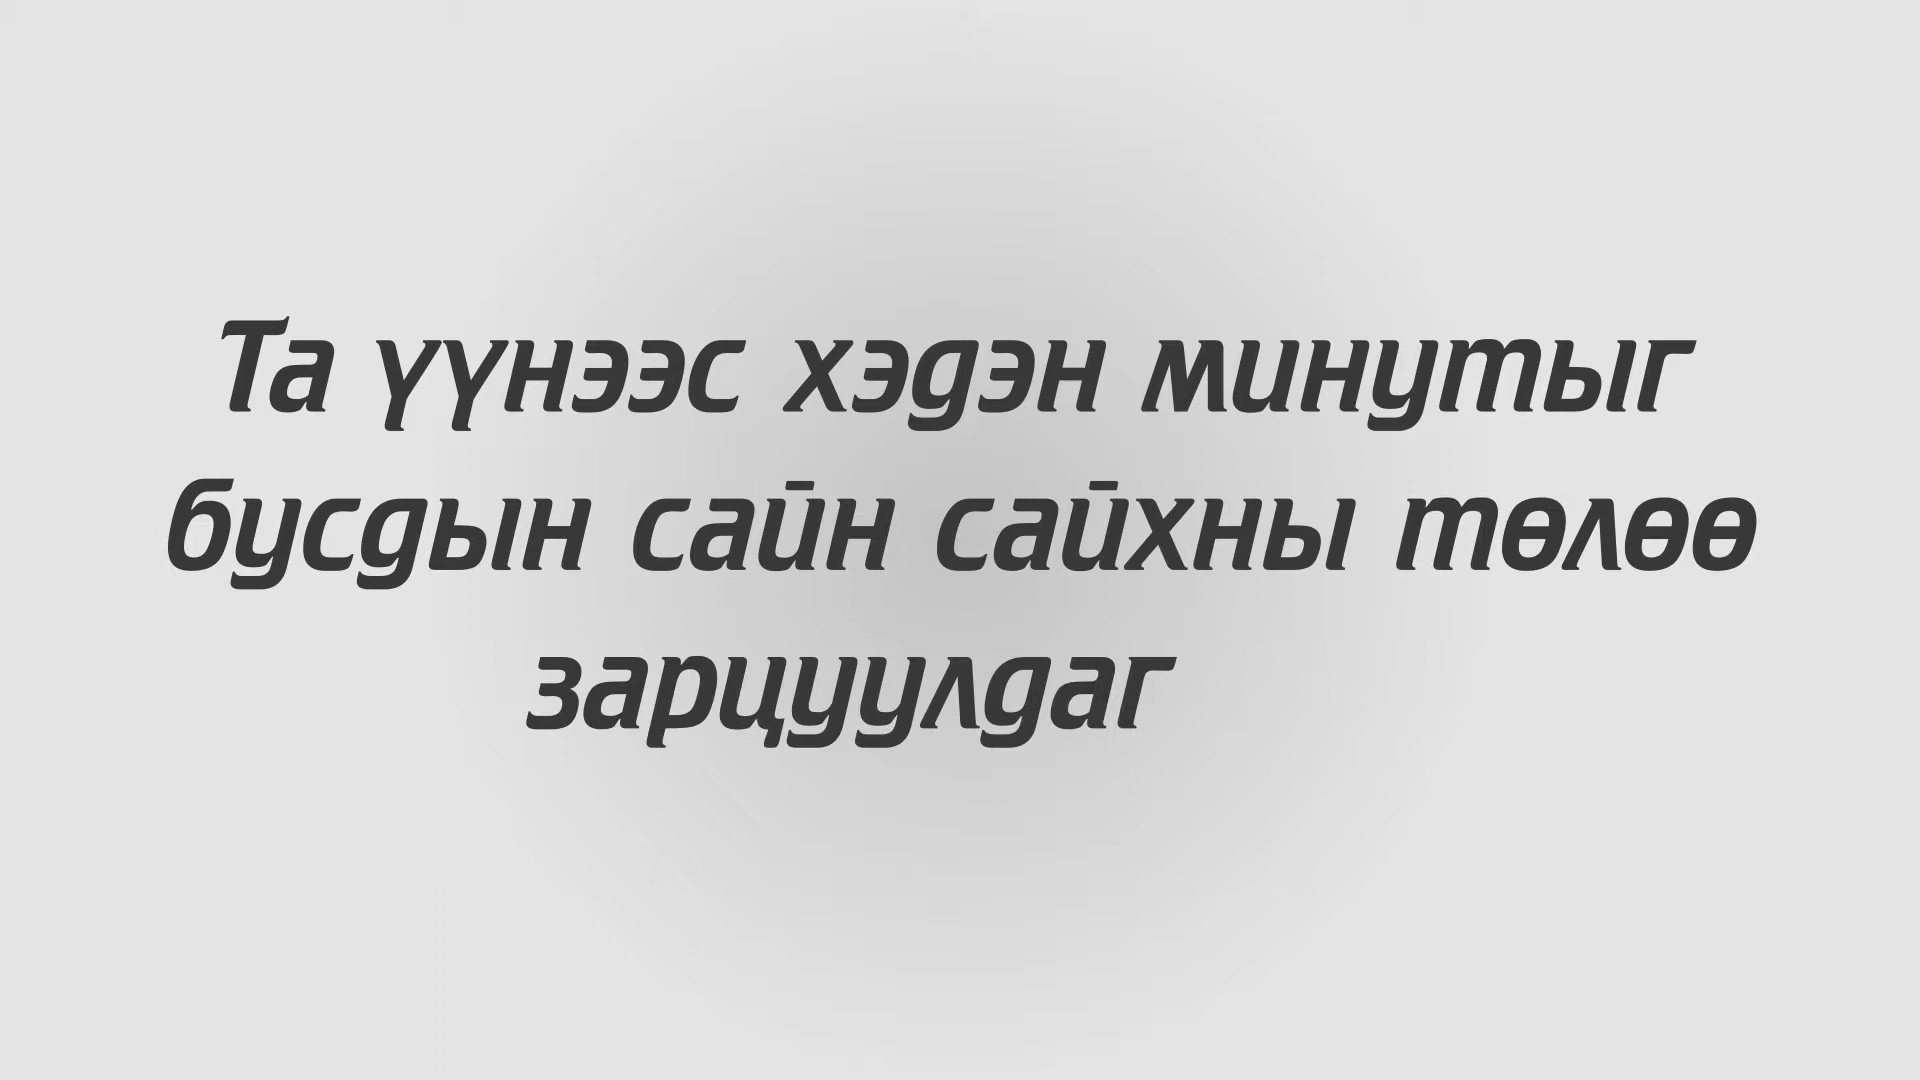 Та үүнээс хэдэн минутыг
бусдын сайн сайхны төлөө
зарцуулдаг